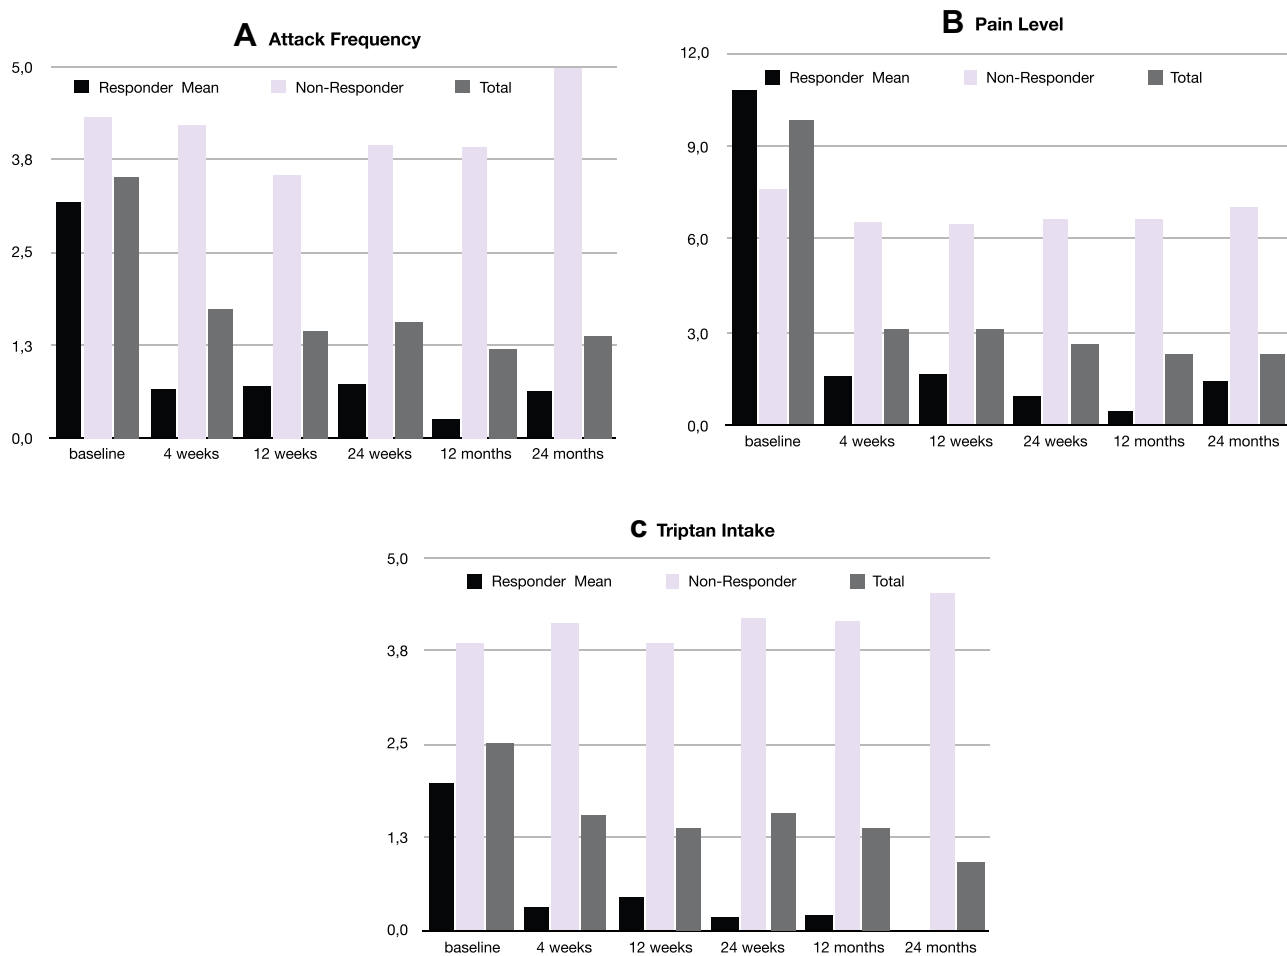 A Attack Frequency
5,0
Responder Mean Non-Responder Total
3,8
2,5
1,3
0,0
baseline 4 weeks 12 weeks 24 weeks 12 months 24 months
B Pain Level
12,0
Responder Mean Non-Responder Total
9,0
6,0
3,0
0,0
baseline 4 weeks 12 weeks 24 weeks 12 months 24 months
C Triptan Intake
5,0
Responder Mean Non-Responder Total
3,8
2,5
1,3
0,0
baseline 4 weeks 12 weeks 24 weeks 12 months 24 months